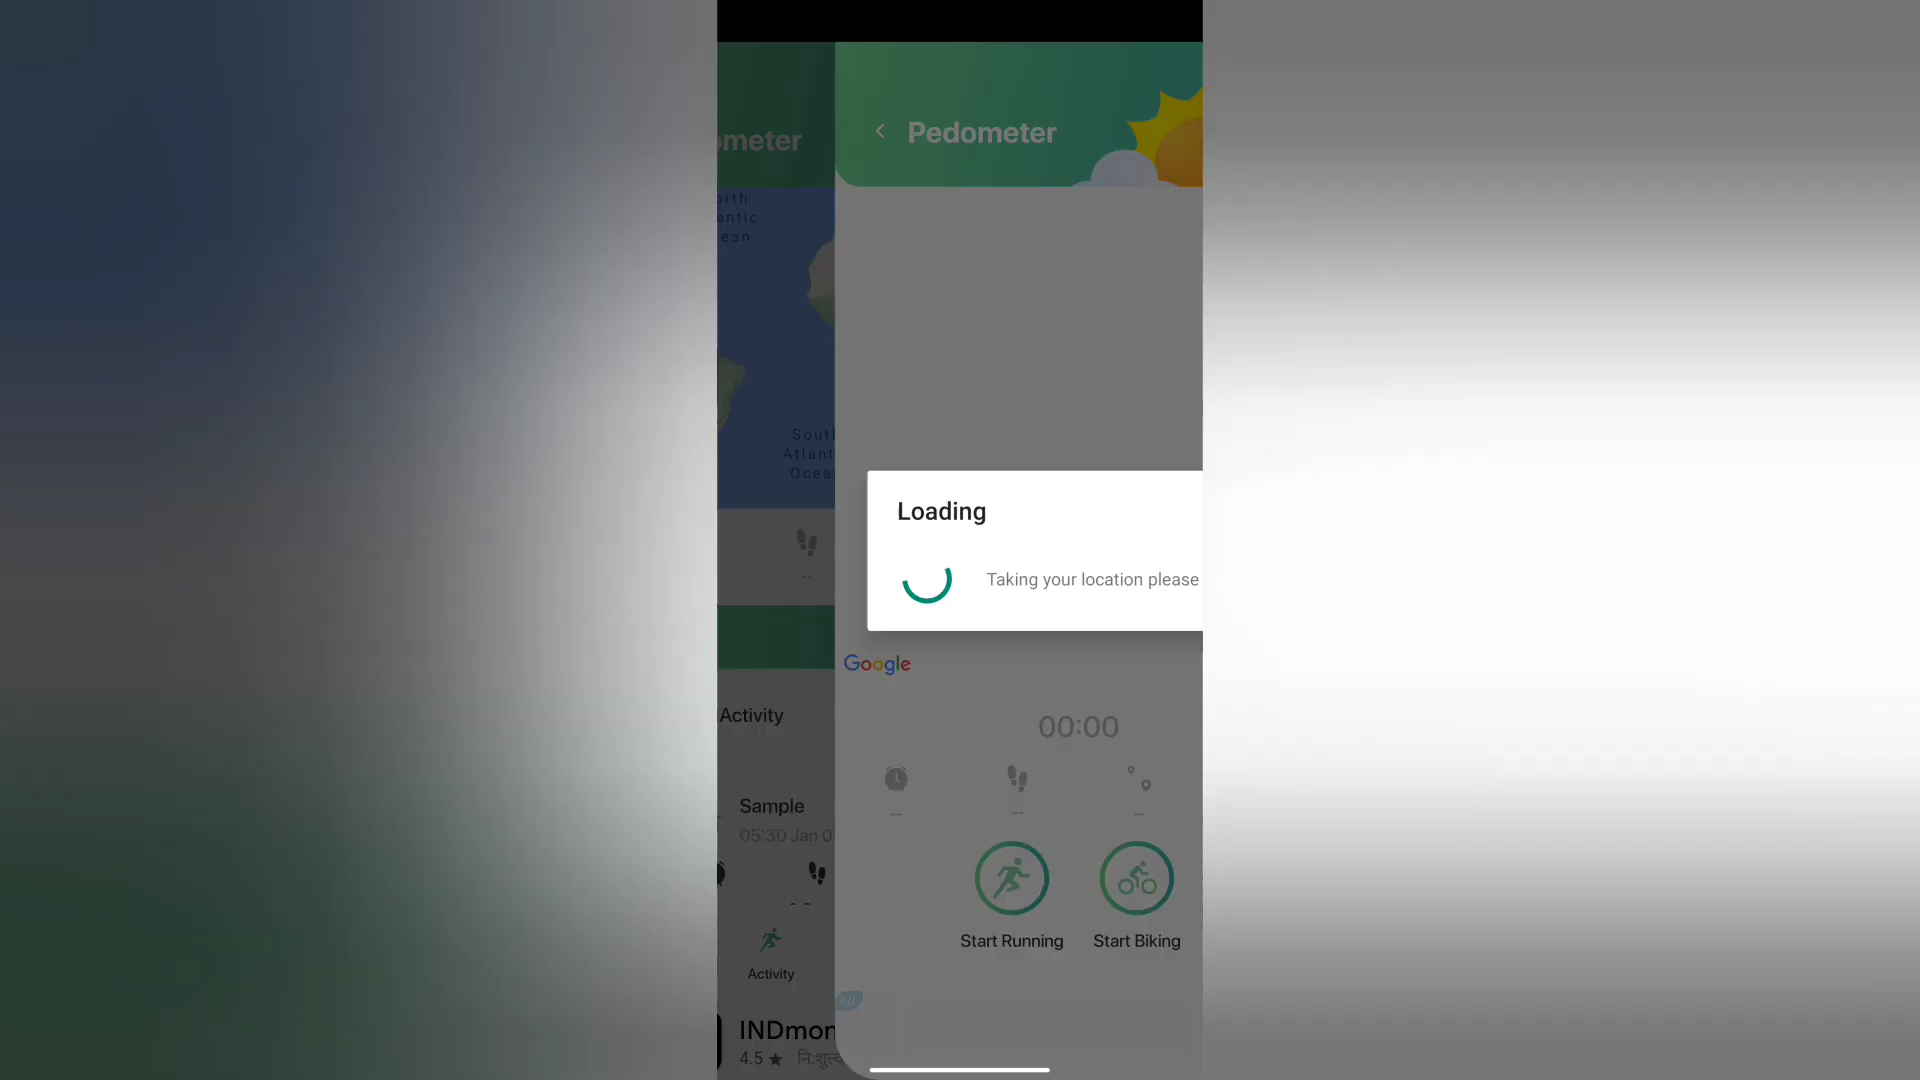 ometer
Pedometer
orth
antic
ean
South
Atlant
Ocea
Loading
Taking your location please
Google
Activity
00:00
--
--
--
--
Sample
05:30 Jan 0
- -
Start Running
Start Biking
Activity
Ad
INDmon
4.5 ★ नि:शुल्क